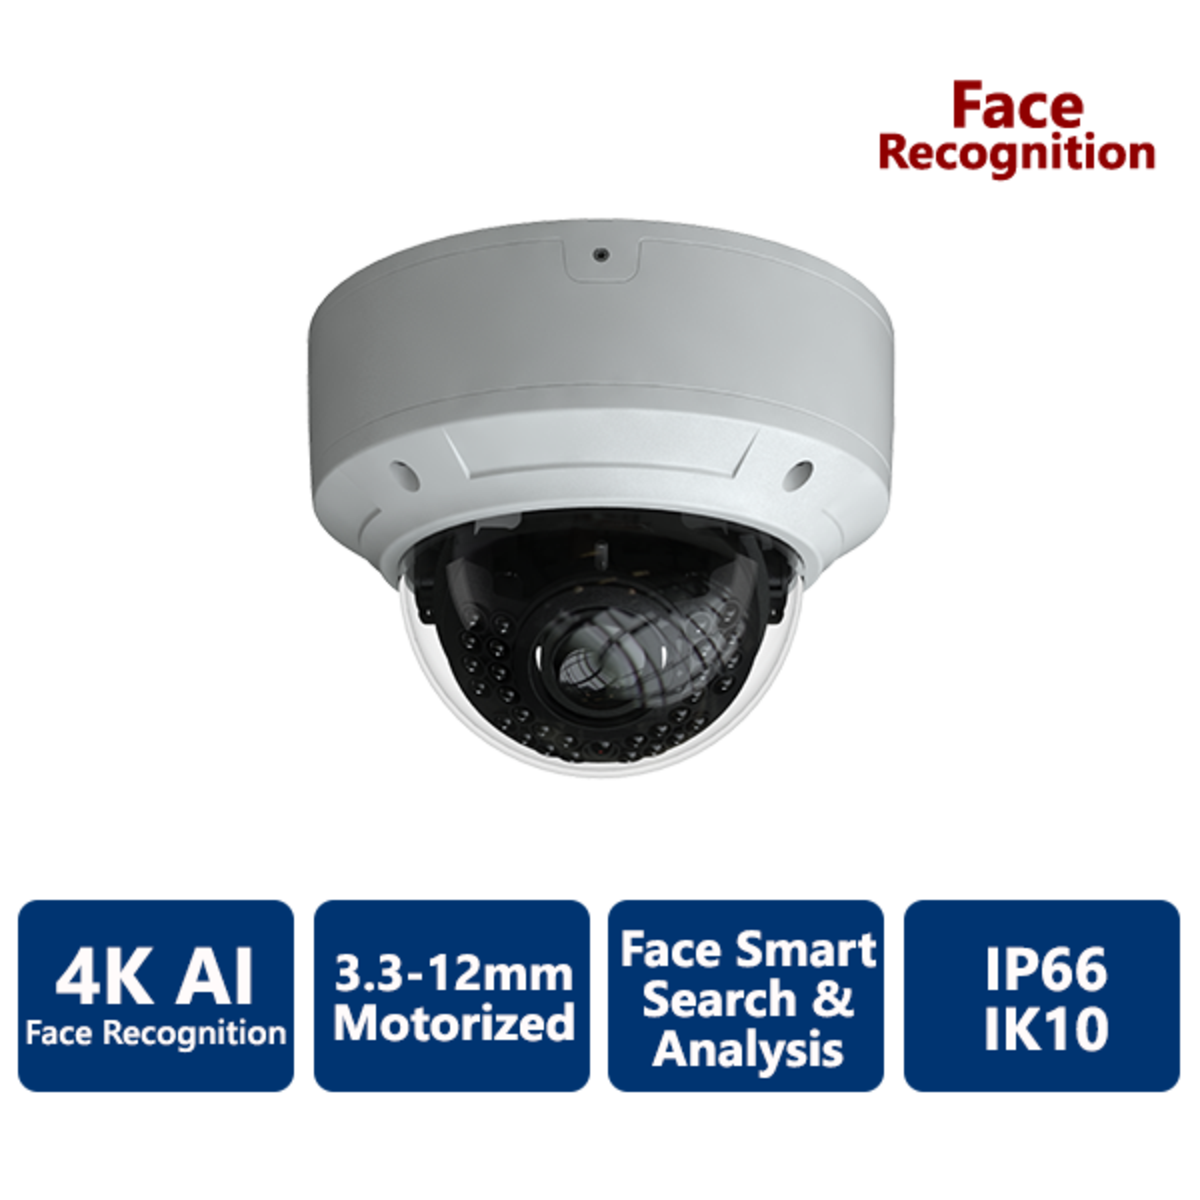 Face
Recognition
4K AI
Face Recognition
3.3-12mm
Motorized
Face Smart
Search &
Analysis
IP66
IK10